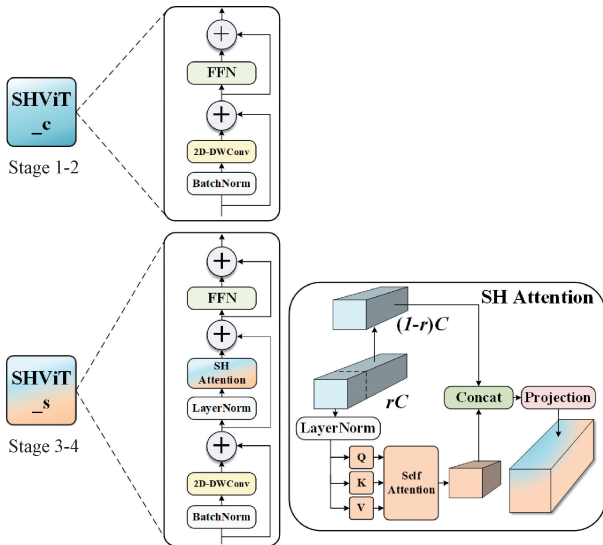 SHViT
_c
Stage 1-2
+
FFN
+
2D-DWConv
BatchNorm
SHViT
_s
Stage 3-4
+
FFN
+
SH
Attention
LayerNorm
+
2D-DWConv
BatchNorm
SH Attention
(1-r)C
rC
LayerNorm
Q
K
V
Self
Attention
Concat
Projection